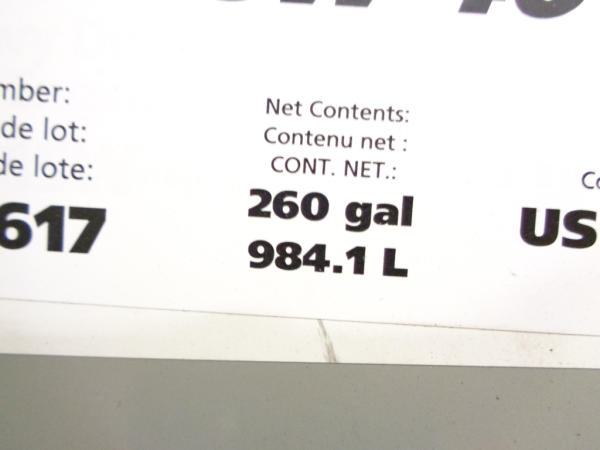 mber:
de lot:
de lote:
617
Net Contents:
Contenu net :
CONT. NET.:
260 gal
984.1 L
US